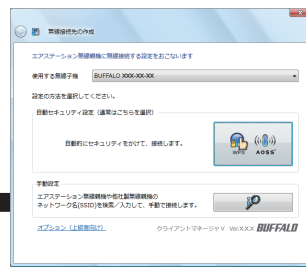 無線接続先の作成
エアステーション無線親機に無線接続する設定をおこないます
使用する無線子機 BUFFALO XXX-XX-XX
設定の方法を選択してください。
自動セキュリティ設定（通常はこちらを選択）
自動的にセキュリティをかけて、接続します。
WPS AOSS
手動設定
エアステーション無線親機や他社製無線親機の
ネットワーク名(SSID)を検索／入力して、手動で接続します。
オプション（上級者向け）
クライアントマネージャV Ver.X.X.X BUFFALO